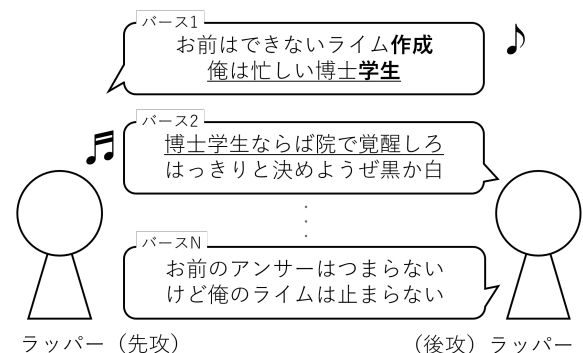 バース1
お前はできないライム作成
俺は忙しい博士学生
バース2
博士学生ならば院で覚醒しろ
はっきりと決めようぜ黒か白
バースN
お前のアンサーはつまらない
けど俺のライムは止まらない
ラッパー（先攻）
（後攻）ラッパー